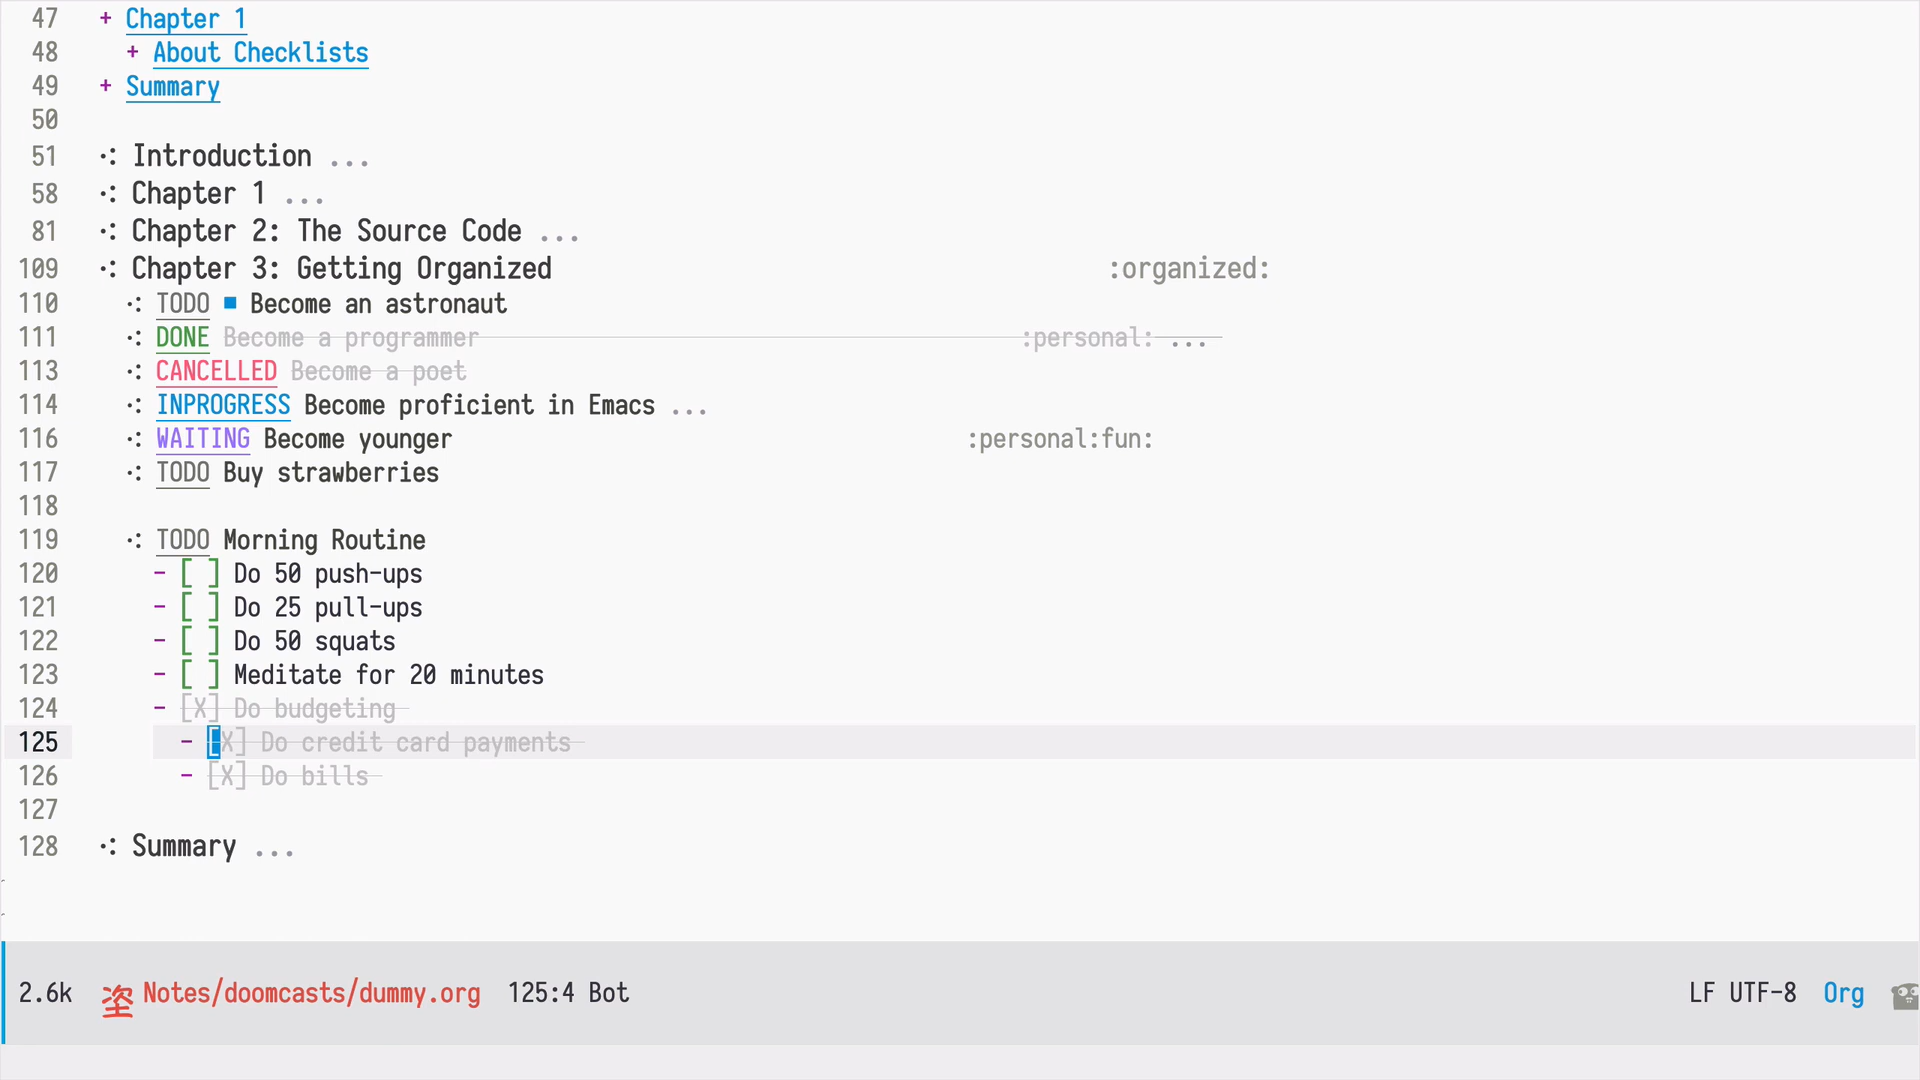 47 + Chapter 1
48 + About Checklists
49 + Summary
50
51 Introduction ...
58 Chapter 1 ...
81 Chapter 2: The Source Code ...
109 Chapter 3: Getting Organized :organized:
110 TODO Become an astronaut
111 DONE Become a programmer :personal: ...
113 CANCELLED Become a poet
114 INPROGRESS Become proficient in Emacs ...
116 WAITING Become younger :personal:fun:
117 TODO Buy strawberries
118
119 TODO Morning Routine
120 - [ ] Do 50 push-ups
121 - [ ] Do 25 pull-ups
122 - [ ] Do 50 squats
123 - [ ] Meditate for 20 minutes
124 - [X] Do budgeting
125 - [X] Do credit card payments
126 - [X] Do bills
127
128 Summary ...
2.6k Notes/doomcasts/dummy.org 125:4 Bot LF UTF-8 Org